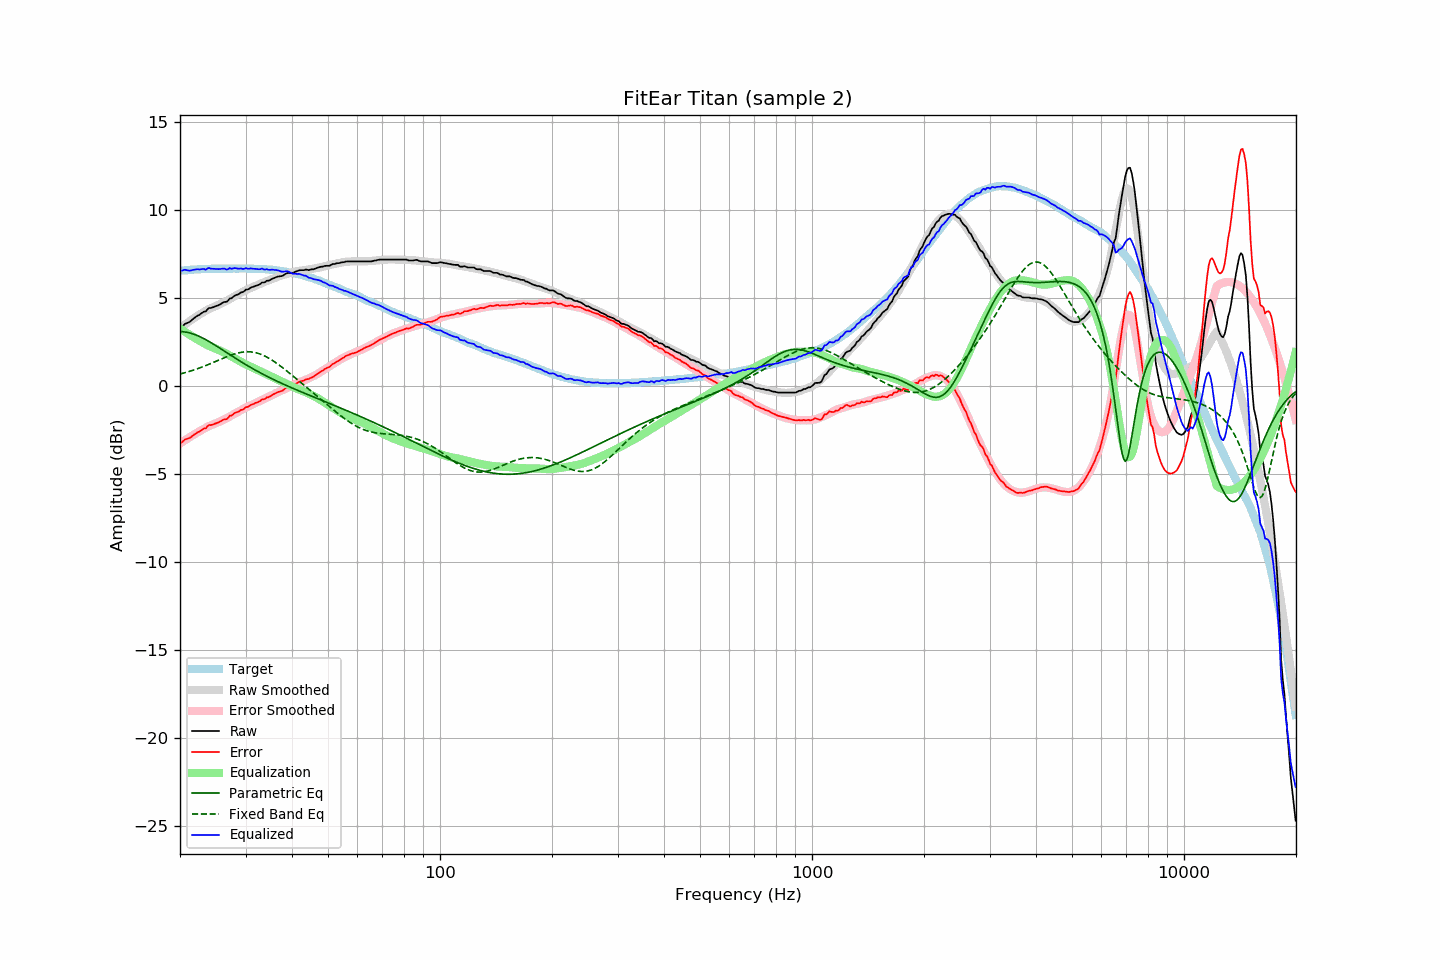 FitEar Titan (sample 2)
15
10
5
0
−5
−10
−15
−20
−25
Amplitude (dBr)
Target
Raw Smoothed
Error Smoothed
Raw
Error
Equalization
Parametric Eq
Fixed Band Eq
Equalized
100
1000
10000
Frequency (Hz)